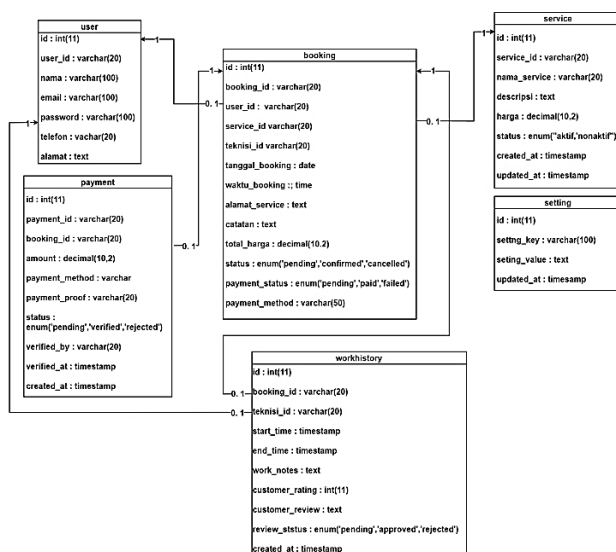 user
id : int(11)
user_id : varchar(20)
nama : varchar(100)
email : varchar(100)
password : varchar(100)
telefon : vachar(20)
alamat : text
payment
id : int(11)
payment_id : varchar(20)
booking_id : varchar(20)
amount : decimal(10,2)
payment_method : varchar
payment_proof : varchar(20)
status :
enum('pending','verified','rejected')
verified_by : varchar(20)
verified_at : timestamp
created_at : timestamp
booking
id : int(11)
booking_id : varchar(20)
user_id : varchar(20)
service_id varchar(20)
teknisi_id varchar(20)
tanggal_booking : date
waktu_booking :; time
alamat_service : text
catatan : text
total_harga : decimal(10.2)
status : enum('pending','confirmed','cancelled')
payment_status : enum('pending','paid','failed')
payment_method : varchar(50)
service
id : int(11)
service_id : varchar(20)
nama_service : varchar(20)
descripsi : text
harga : decimal(10,2)
status : enum("aktif,'nonaktif")
created_at : timestamp
updated_at : timestamp
setting
id : int(11)
settng_key : varchar(100)
seting_value : text
updated_at : timesamp
workhistory
id : int(11)
booking_id : varchar(20)
teknisi_id : varchar(20)
start_time : timestamp
end_time : timestamp
work_notes : text
customer_rating : int(11)
customer_review : text
review_ststus : enum('pending','approved','rejected')
created_at : timestamp
1
0. 1
1
0. 1
1
0. 1
1
0. 1
1
0. 1